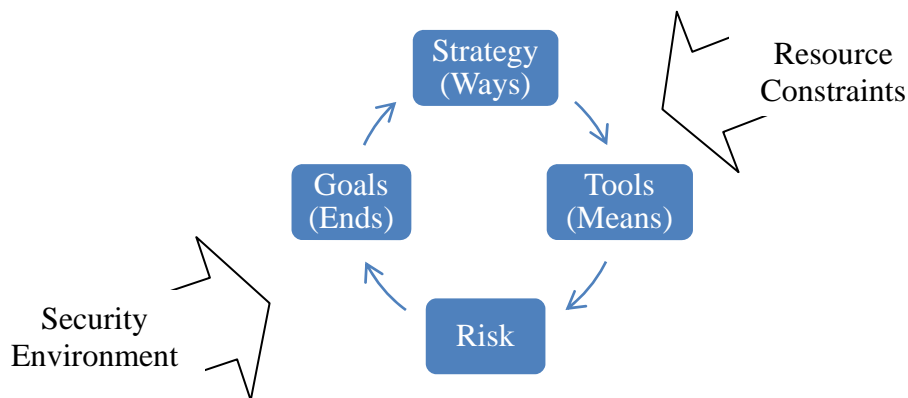 Strategy
(Ways)
Resource
Constraints
Goals
(Ends)
Tools
(Means)
Security
Environment
Risk